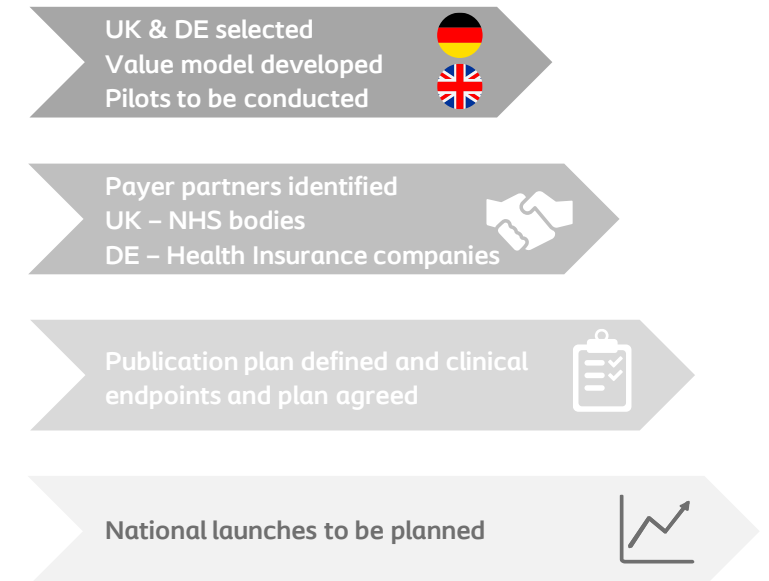 UK & DE selected
Value model developed
Pilots to be conducted
Payer partners identified
UK – NHS bodies
DE – Health Insurance companies
Publication plan defined and clinical
endpoints and plan agreed
National launches to be planned